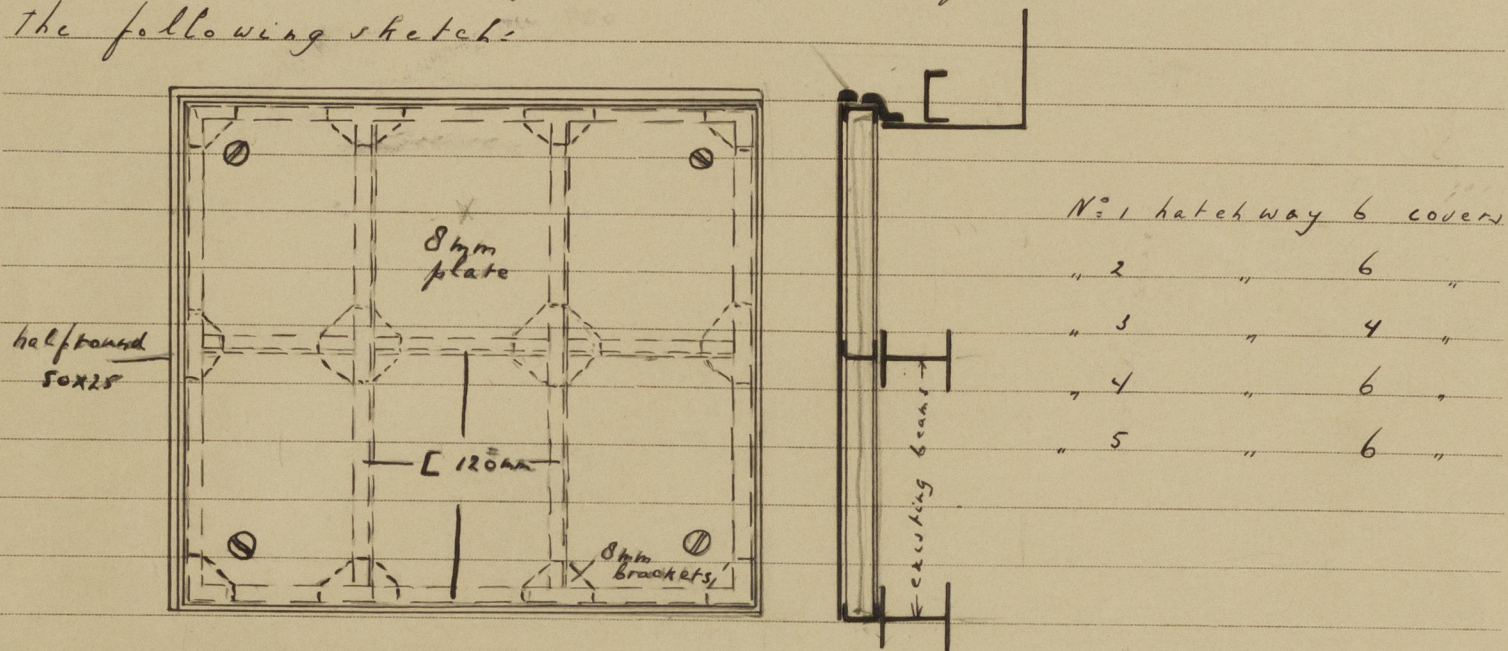 The following sketch:
8mm
plate
halfround
50x25
[ 120mm
8mm
brackets,
existing beams
No: 1 hatchway 6 covers
„ 2 „ 6 „
„ 3 „ 4 „
„ 4 „ 6 „
„ 5 „ 6 „